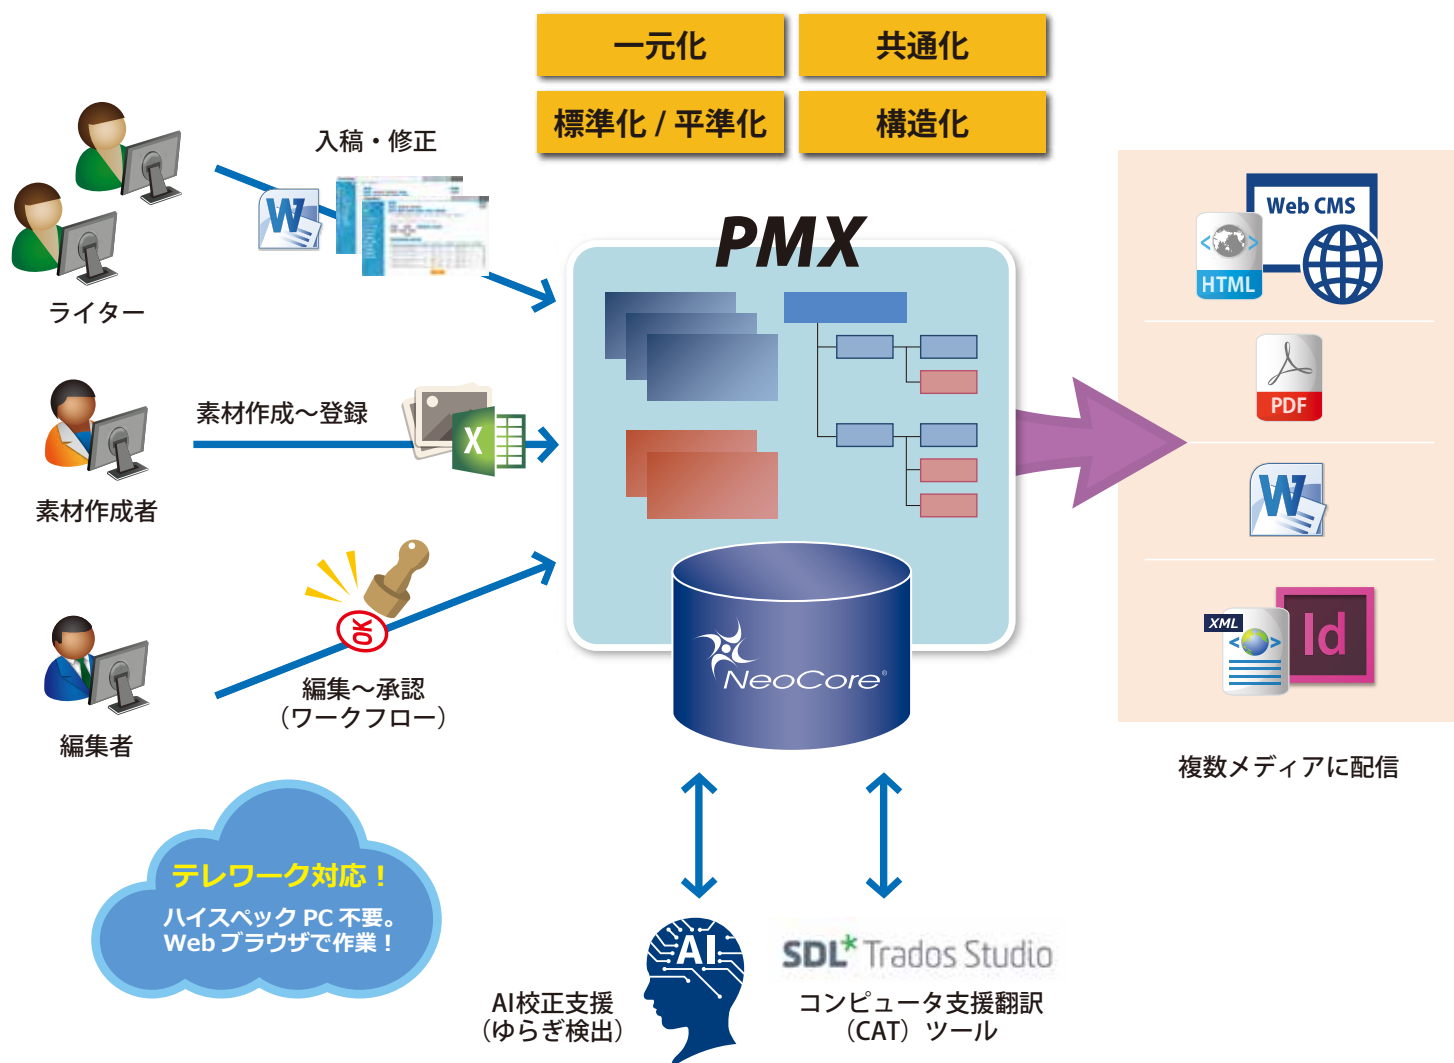 一元化
共通化
標準化 / 平準化
構造化
入稿・修正
W
ライター
素材作成～登録
X
素材作成者
OK
編集～承認
（ワークフロー）
編集者
PMX
NeoCore®
Web CMS
HTML
PDF
W
XML
Id
複数メディアに配信
テレワーク対応！
ハイスペック PC 不要。
Web ブラウザで作業！
AI
AI校正支援
（ゆらぎ検出）
SDL* Trados Studio
コンピュータ支援翻訳
（CAT）ツール